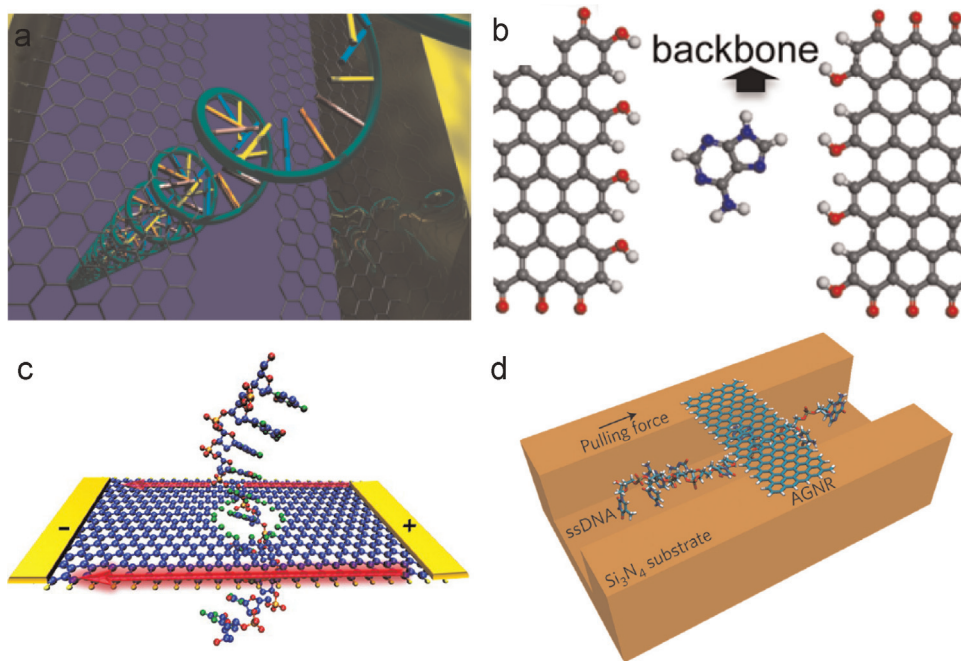 a
b
backbone
c
-
+
d
Pulling force
ssDNA
AGNR
Si₃N₄ substrate